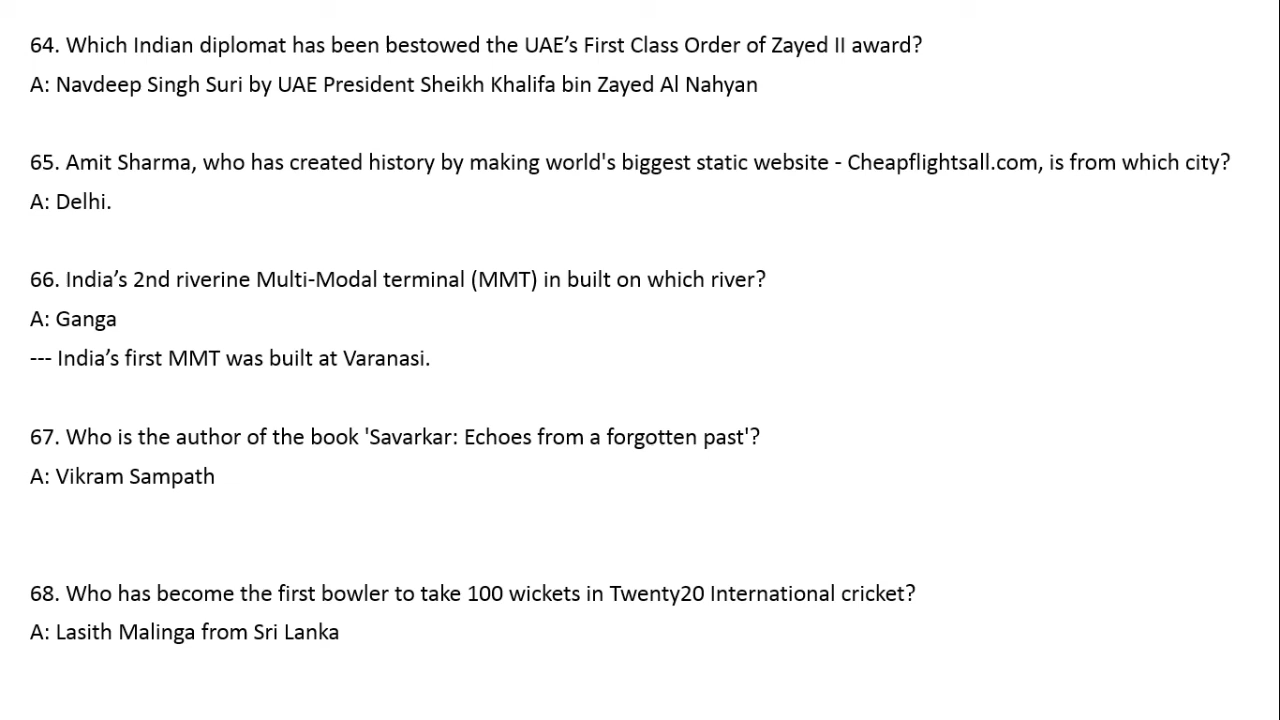 64. Which Indian diplomat has been bestowed the UAE’s First Class Order of Zayed II award?
A: Navdeep Singh Suri by UAE President Sheikh Khalifa bin Zayed Al Nahyan
65. Amit Sharma, who has created history by making world's biggest static website - Cheapflightsall.com, is from which city?
A: Delhi.
66. India’s 2nd riverine Multi-Modal terminal (MMT) in built on which river?
A: Ganga
--- India’s first MMT was built at Varanasi.
67. Who is the author of the book 'Savarkar: Echoes from a forgotten past'?
A: Vikram Sampath
68. Who has become the first bowler to take 100 wickets in Twenty20 International cricket?
A: Lasith Malinga from Sri Lanka